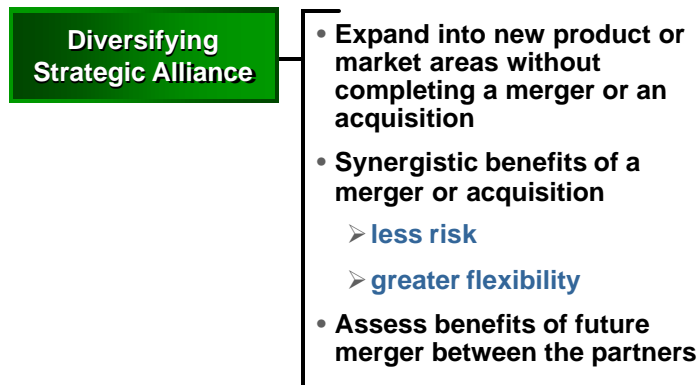 Diversifying
Strategic Alliance
• Expand into new product or
market areas without
completing a merger or an
acquisition
• Synergistic benefits of a
merger or acquisition
➢ less risk
➢ greater flexibility
• Assess benefits of future
merger between the partners